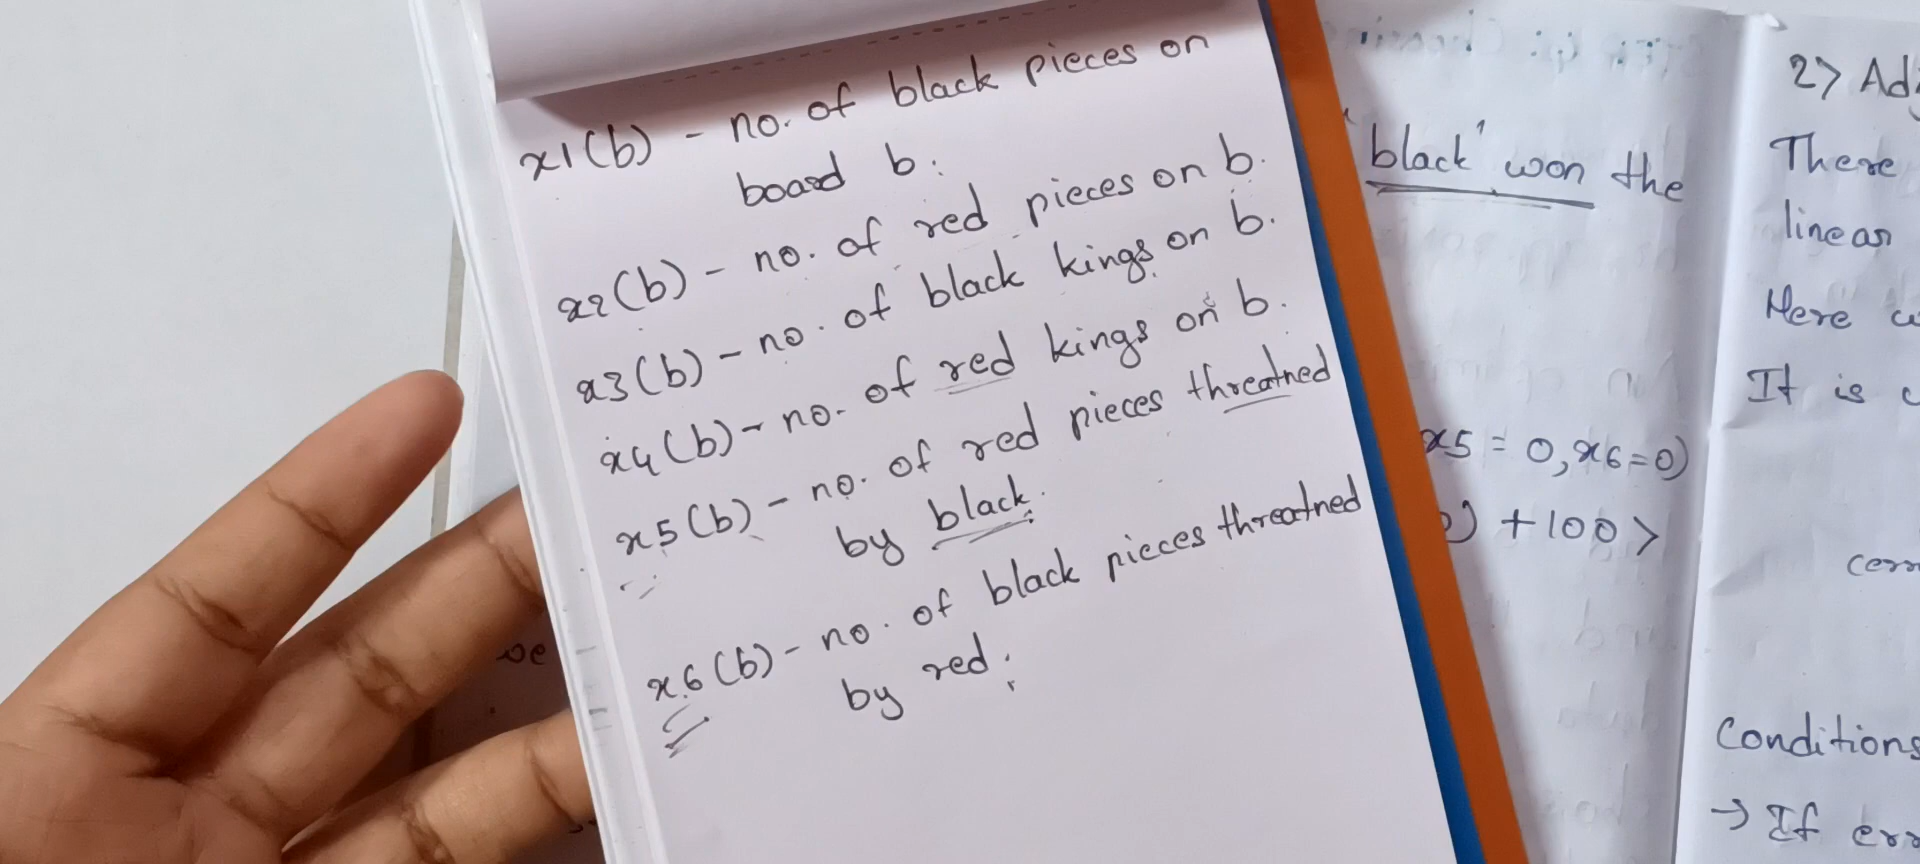 x1(b) - no. of black pieces on
board b.
x2(b) - no. of red pieces on b.
x3(b) - no. of black kings on b.
x4(b) - no. of red kings on b.
x5(b) - no. of red pieces threatned
by black.
x6(b) - no. of black pieces threatned
by red.
we
'black' won the
x5 = 0, x6=0)
) +100>
2) Ad
There
linear
Here
It is
Conditions
→ If err